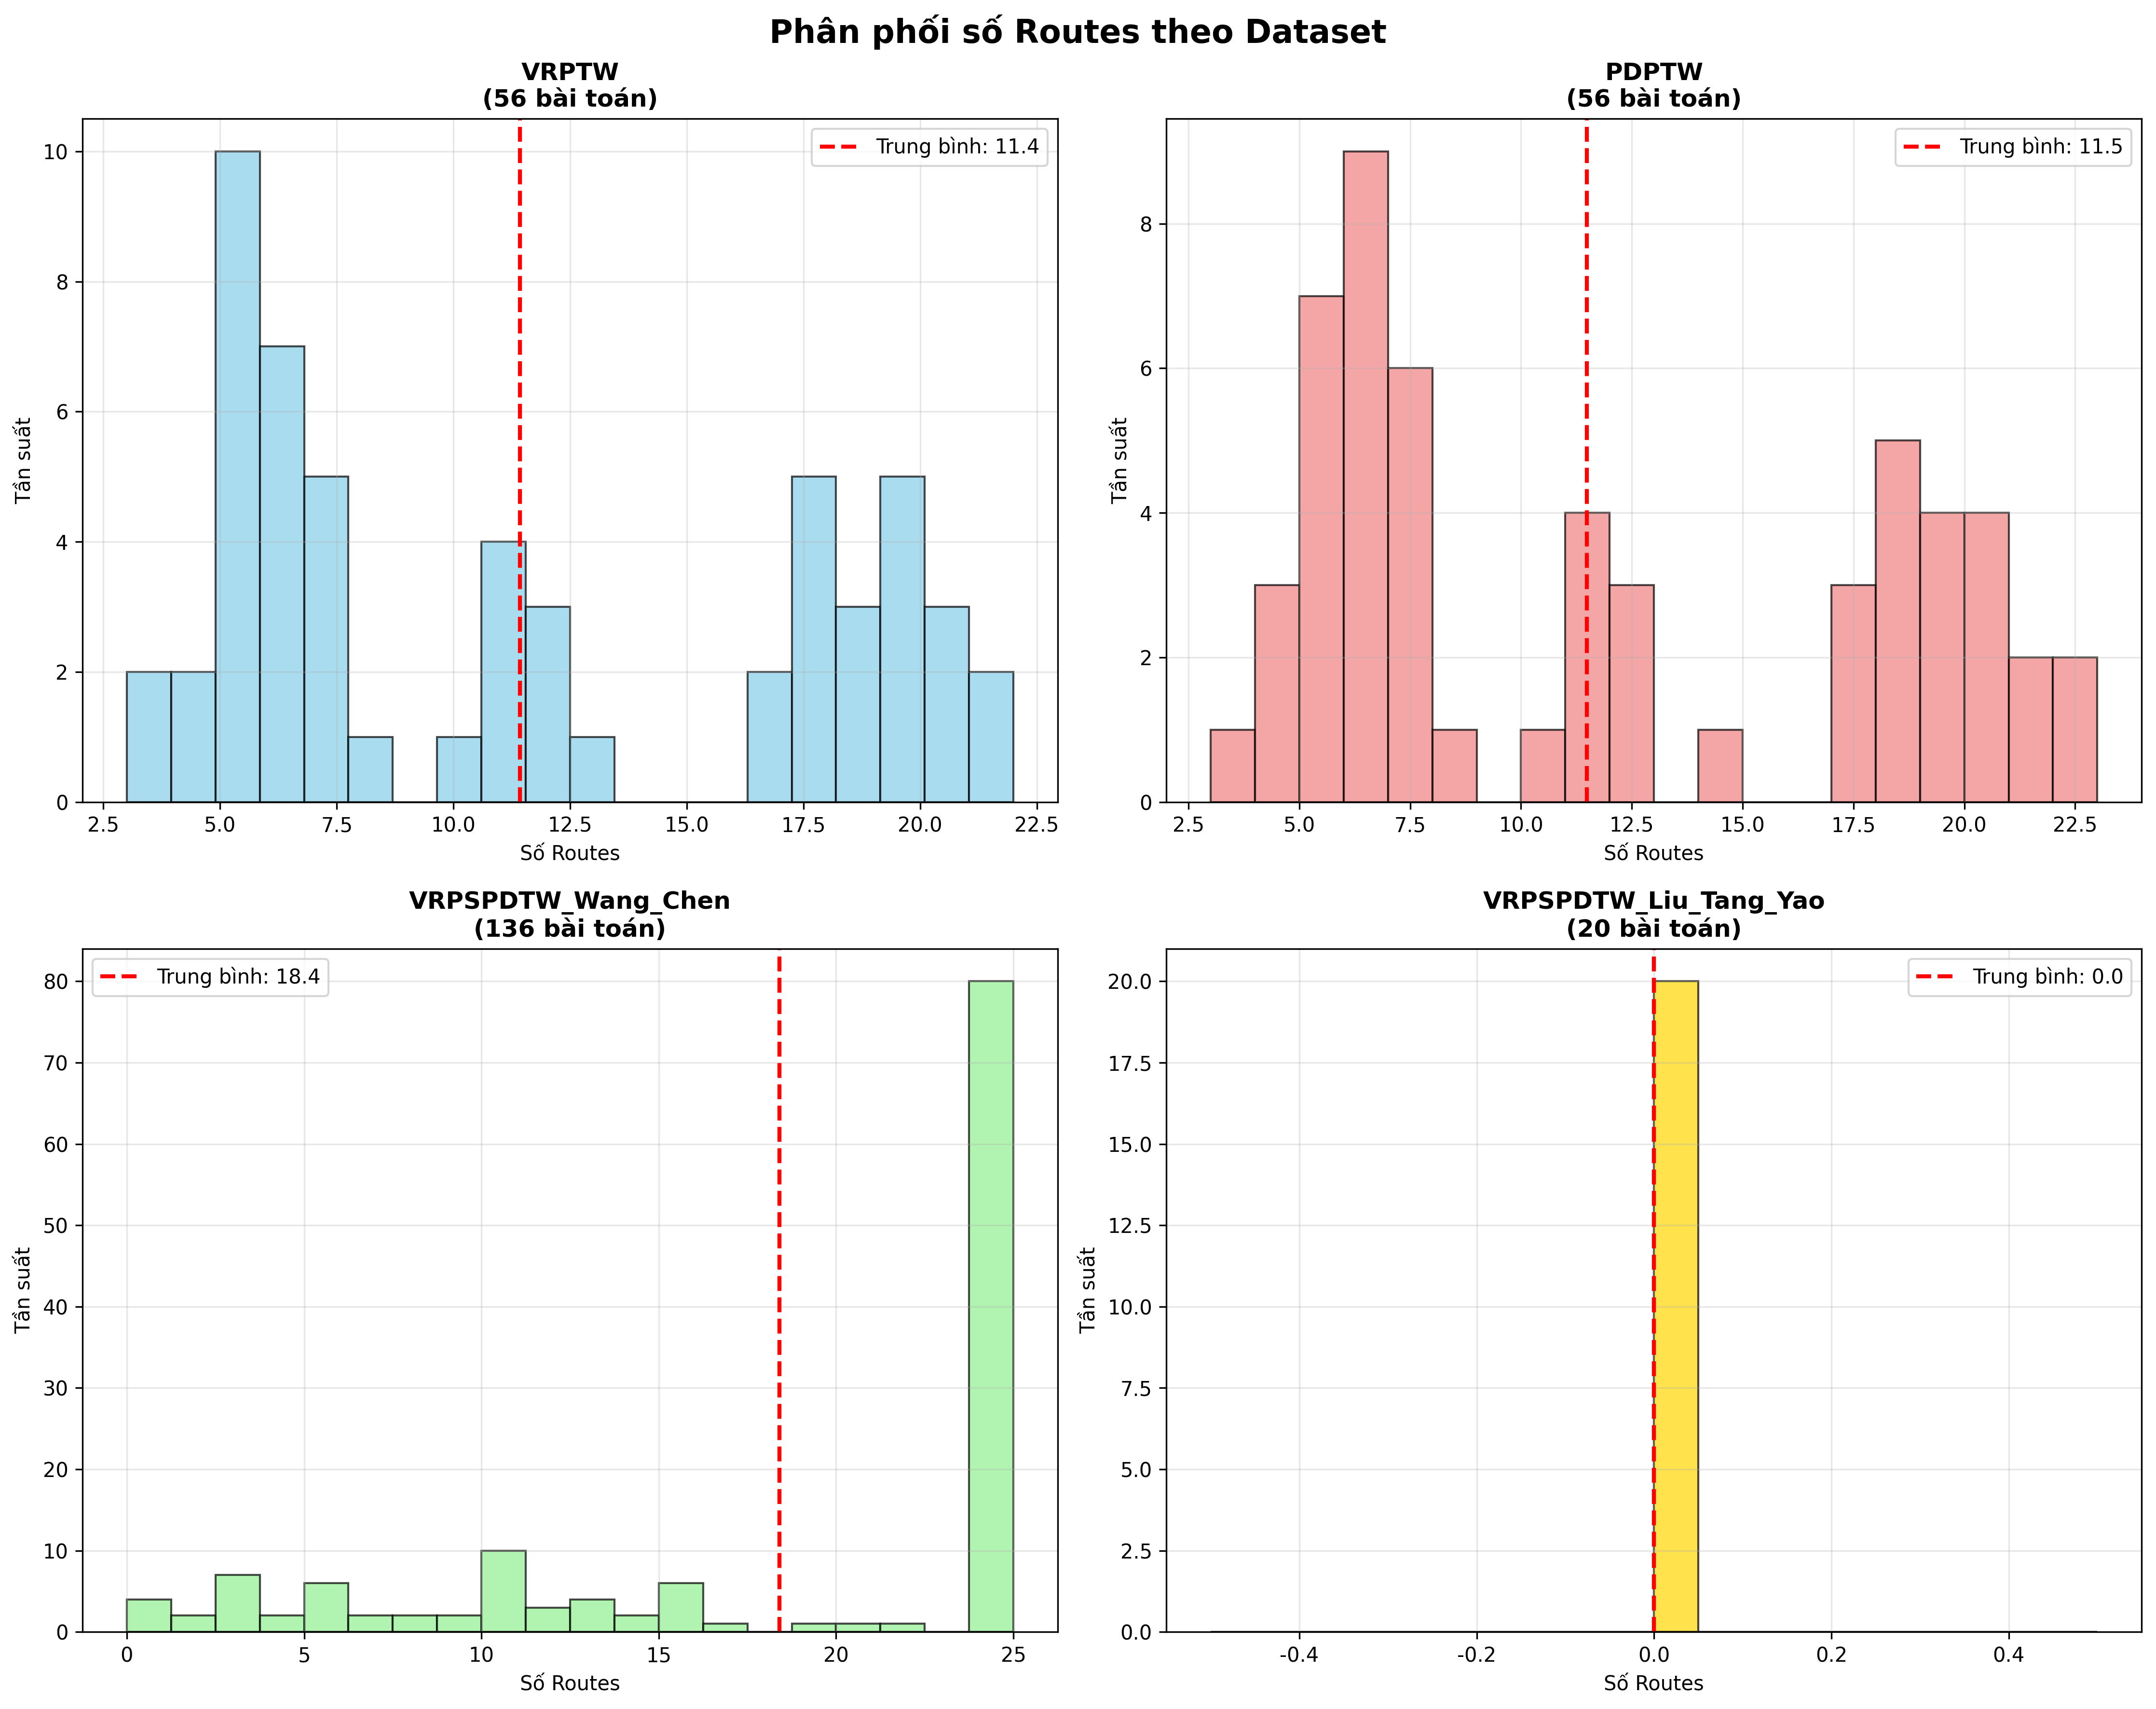 Phân phối số Routes theo Dataset
VRPTW
(56 bài toán)
Trung bình: 11.4
Tần suất
10
8
6
4
2
0
2.5 5.0 7.5 10.0 12.5 15.0 17.5 20.0 22.5
Số Routes
PDPTW
(56 bài toán)
Trung bình: 11.5
Tần suất
8
6
4
2
0
2.5 5.0 7.5 10.0 12.5 15.0 17.5 20.0 22.5
Số Routes
VRPSPDTW_Wang_Chen
(136 bài toán)
Trung bình: 18.4
Tần suất
80
70
60
50
40
30
20
10
0
0 5 10 15 20 25
Số Routes
VRPSPDTW_Liu_Tang_Yao
(20 bài toán)
Trung bình: 0.0
Tần suất
20.0
17.5
15.0
12.5
10.0
7.5
5.0
2.5
0.0
-0.4 -0.2 0.0 0.2 0.4
Số Routes